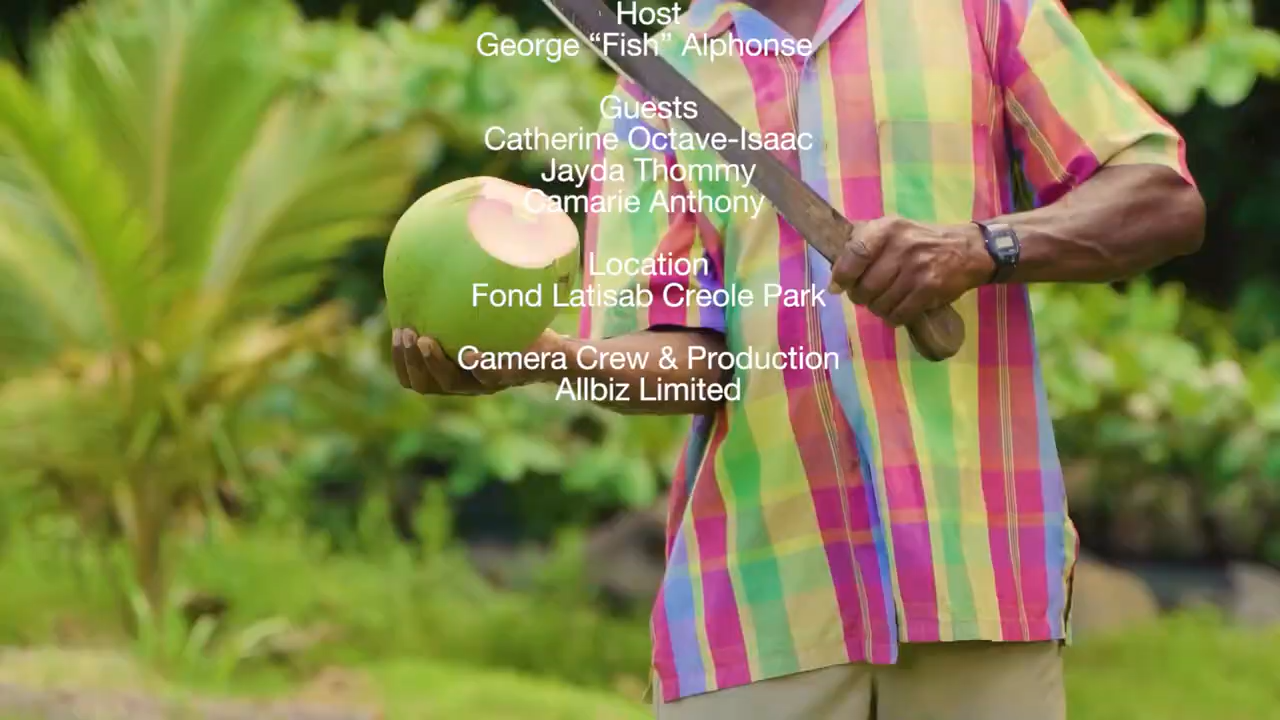 Host
George “Fish” Alphonse
Guests
Catherine Octave-Isaac
Jayda Thommy
Camarie Anthony
Location
Fond Latisab Creole Park
Camera Crew & Production
Allbiz Limited